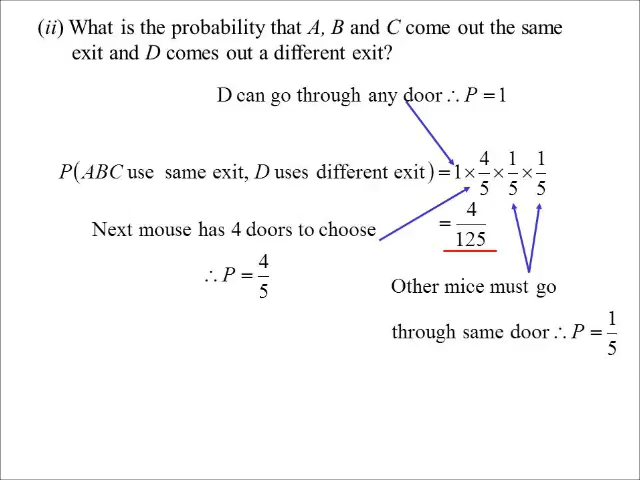 (ii) What is the probability that A, B and C come out the same
exit and D comes out a different exit?
D can go through any door ∴ P = 1
P(ABC use same exit, D uses different exit) = 1 × 4/5 × 1/5 × 1/5
= 4/125
Next mouse has 4 doors to choose
∴ P = 4/5
Other mice must go
through same door ∴ P = 1/5